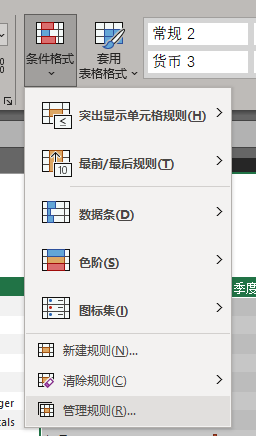 条件格式
套用
表格格式
常规 2
货币 3
突出显示单元格规则(H)
≤
最前/最后规则(T)
10
数据条(D)
色阶(S)
图标集(I)
季度
新建规则(N)...
清除规则(C)
管理规则(R)...
ger
tals